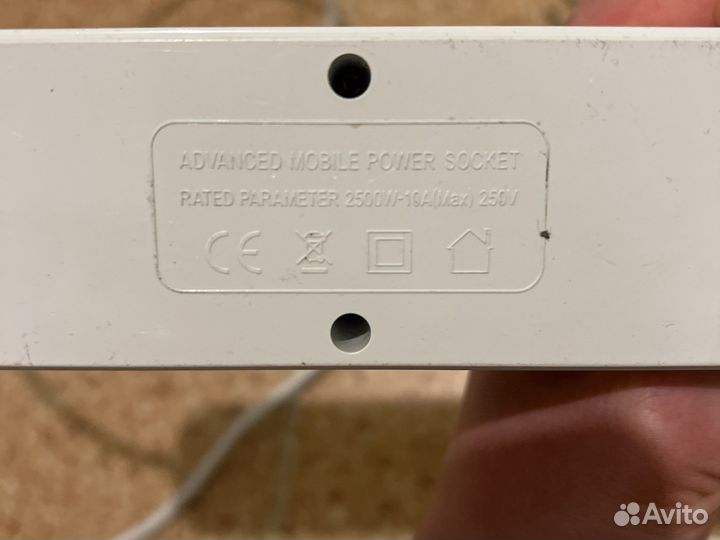 ADVANCED MOBILE POWER SOCKET
RATED PARAMETER 2500W-10A(Max) 250V
CE
Avito